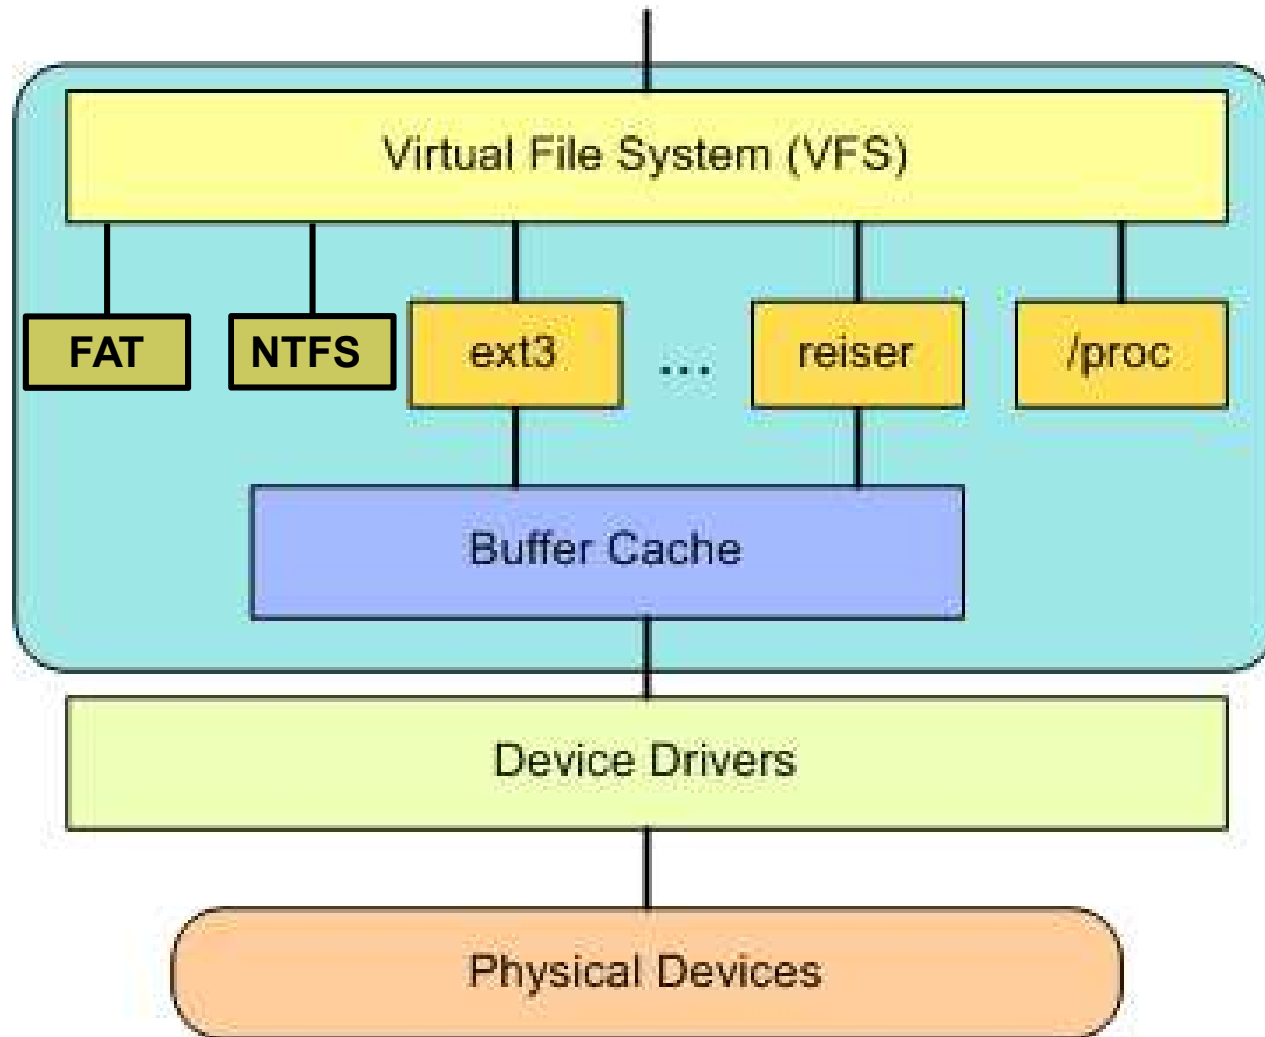 Virtual File System (VFS)
FAT
NTFS
ext3
...
reiser
/proc
Buffer Cache
Device Drivers
Physical Devices